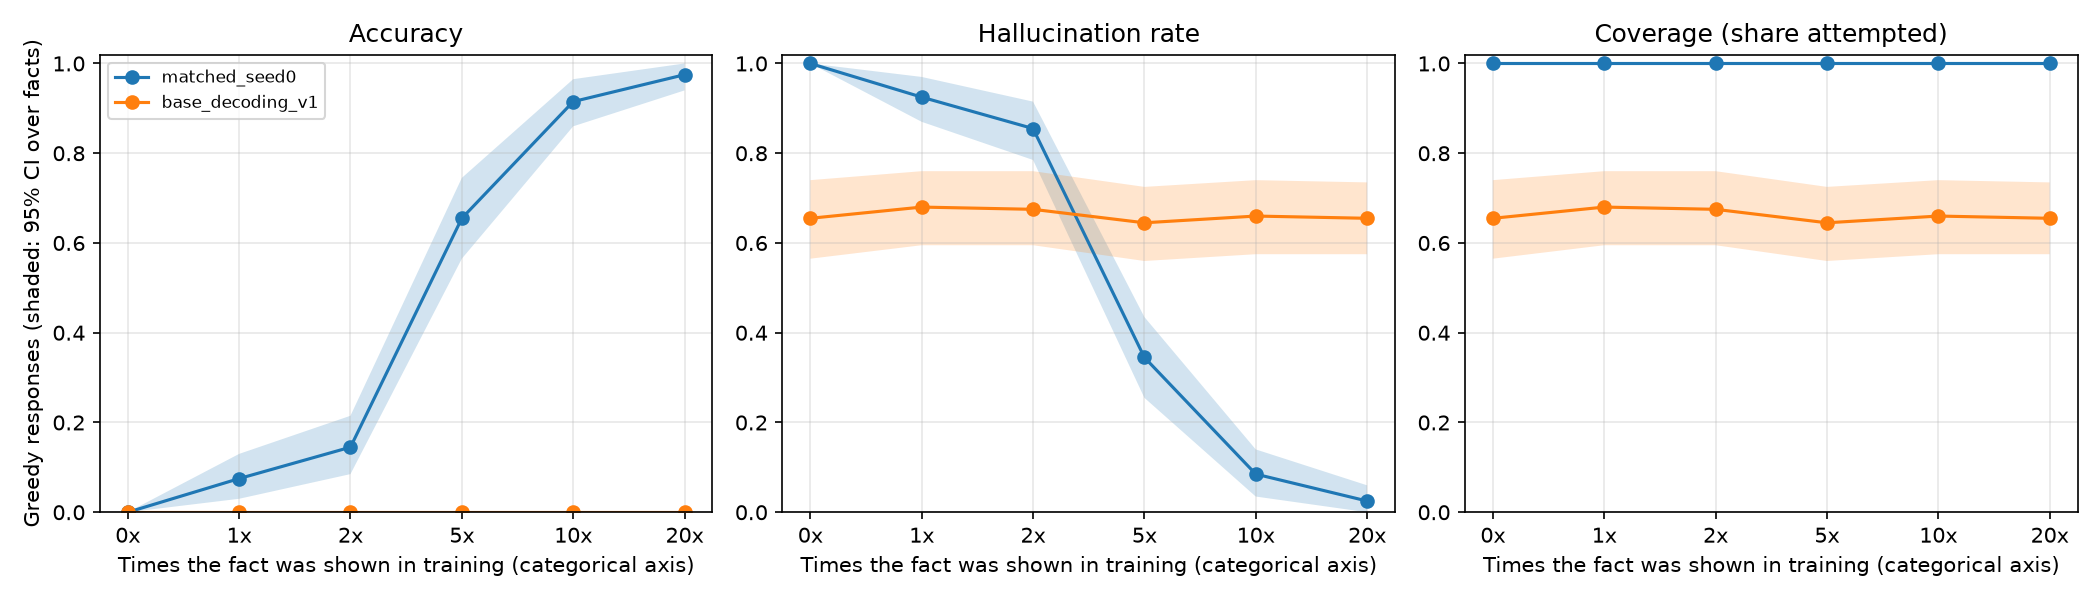 Accuracy
Hallucination rate
Coverage (share attempted)
Greedy responses (shaded: 95% CI over facts)
matched_seed0
base_decoding_v1
1.0
0.8
0.6
0.4
0.2
0.0
0x 1x 2x 5x 10x 20x
Times the fact was shown in training (categorical axis)
1.0
0.8
0.6
0.4
0.2
0.0
0x 1x 2x 5x 10x 20x
Times the fact was shown in training (categorical axis)
1.0
0.8
0.6
0.4
0.2
0.0
0x 1x 2x 5x 10x 20x
Times the fact was shown in training (categorical axis)